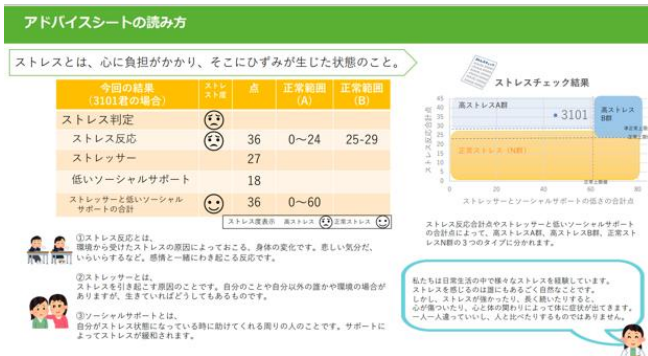 アドバイスシートの読み方
ストレスとは、心に負担がかかり、そこにひずみが生じた状態のこと。
今回の結果
（3101君の場合）
ストレ
スト度
点
正常範囲
(A)
正常範囲
(B)
ストレス判定
ストレス反応 36 0〜24 25-29
ストレッサー 27
低いソーシャルサポート 18
ストレッサーと低いソーシャル
サポートの合計
36 0〜60
ストレス度表示 高ストレス 正常ストレス
①ストレス反応とは、
環境から受けたストレスの原因によっておこる、身体の変化です。悲しい気分だ、
いらいらするなど。感情と一緒にわき起こる反応です。
②ストレッサーとは、
ストレスを引き起こす原因のことです。自分のことや自分以外の誰かや環境の場合が
ありますが、生きていればどうしてもあるものです。
③ソーシャルサポートとは、
自分がストレス状態になっている時に助けてくれる周りの人のことです。サポートに
よってストレスが緩和されます。
ストレスチェック結果
ストレス反応合計点
45
40
35
30
25
20
15
10
5
0
高ストレスA群
3101
高ストレス
B群
正常ストレス（N群）
0 20 40 60 80
ストレッサーとソーシャルサポートの低さの合計点
ストレス反応合計点やストレッサーと低いソーシャルサポート
の合計点によって、高ストレスA群、高ストレスB群、正常スト
レスN群の３つのタイプに分かれます。
私たちは日常生活の中で様々なストレスを経験しています。
ストレスを感じるのは誰にもあるごく自然なことです。
しかし、ストレスが強かったり、長く続いたりすると、
心が傷ついたり、心と体の関わりによって体に症状が出てきます。
一人一人違っていいし、人と比べたりするものではありません。